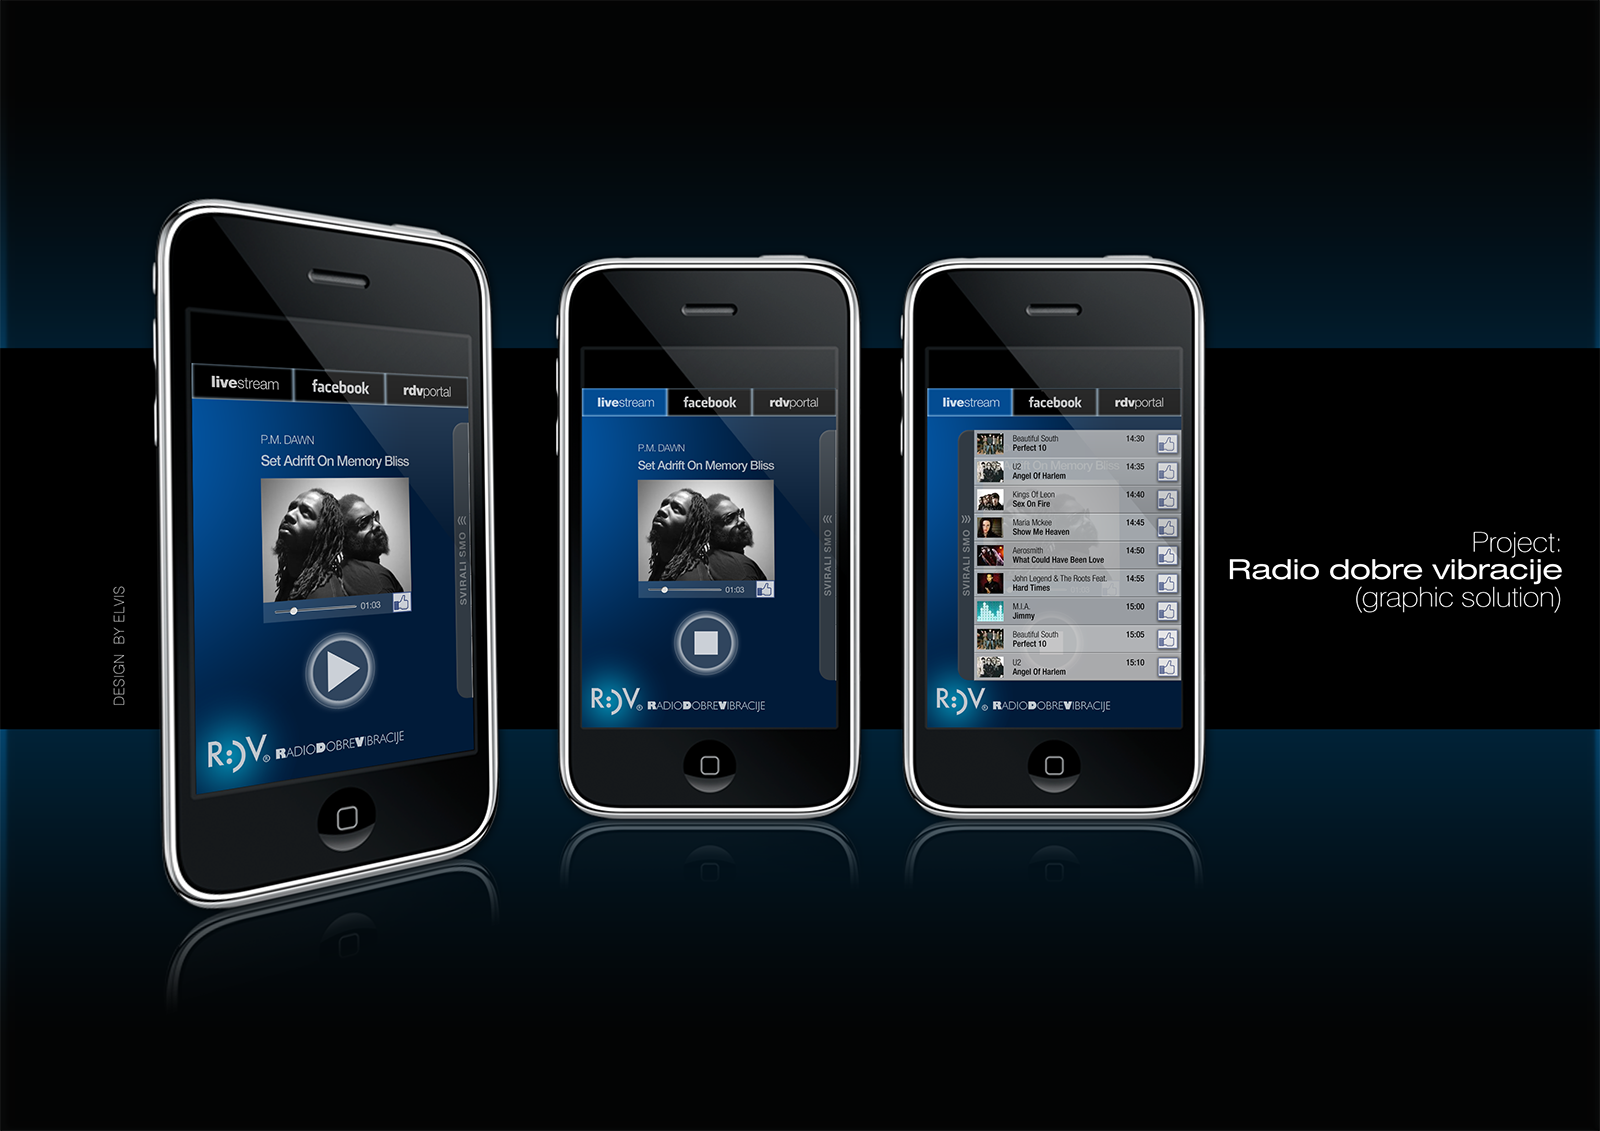 DESIGN BY ELVIS
livestream facebook rdvportal
P.M. DAWN
Set Adrift On Memory Bliss
01:03
SVIRALI SMO
R:)V® RADIODOBREVIBRACIJE
livestream facebook rdvportal
P.M. DAWN
Set Adrift On Memory Bliss
01:03
SVIRALI SMO
R:)V® RADIODOBREVIBRACIJE
livestream facebook rdvportal
SVIRALI SMO
Beautiful South 14:30
Perfect 10
U2 14:35
Angel Of Harlem
Kings Of Leon 14:40
Sex On Fire
Maria Mckee 14:45
Show Me Heaven
Aerosmith 14:50
What Could Have Been Love
John Legend & The Roots Feat. 14:55
Hard Times
M.I.A. 15:00
Jimmy
Beautiful South 15:05
Perfect 10
U2 15:10
Angel Of Harlem
R:)V® RADIODOBREVIBRACIJE
Project:
Radio dobre vibracije
(graphic solution)